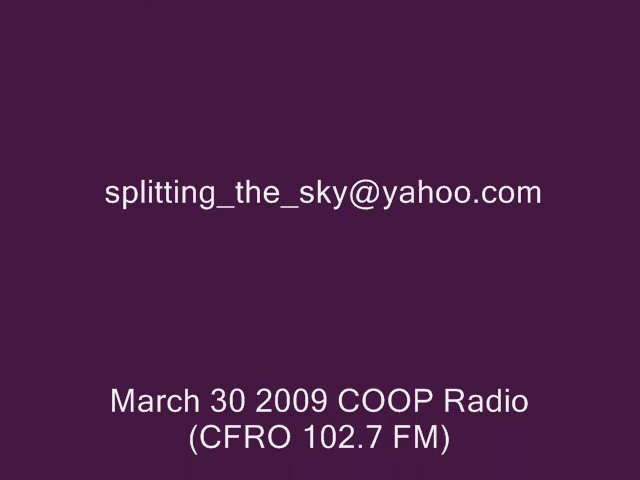 splitting_the_sky@yahoo.com
March 30 2009 COOP Radio
(CFRO 102.7 FM)